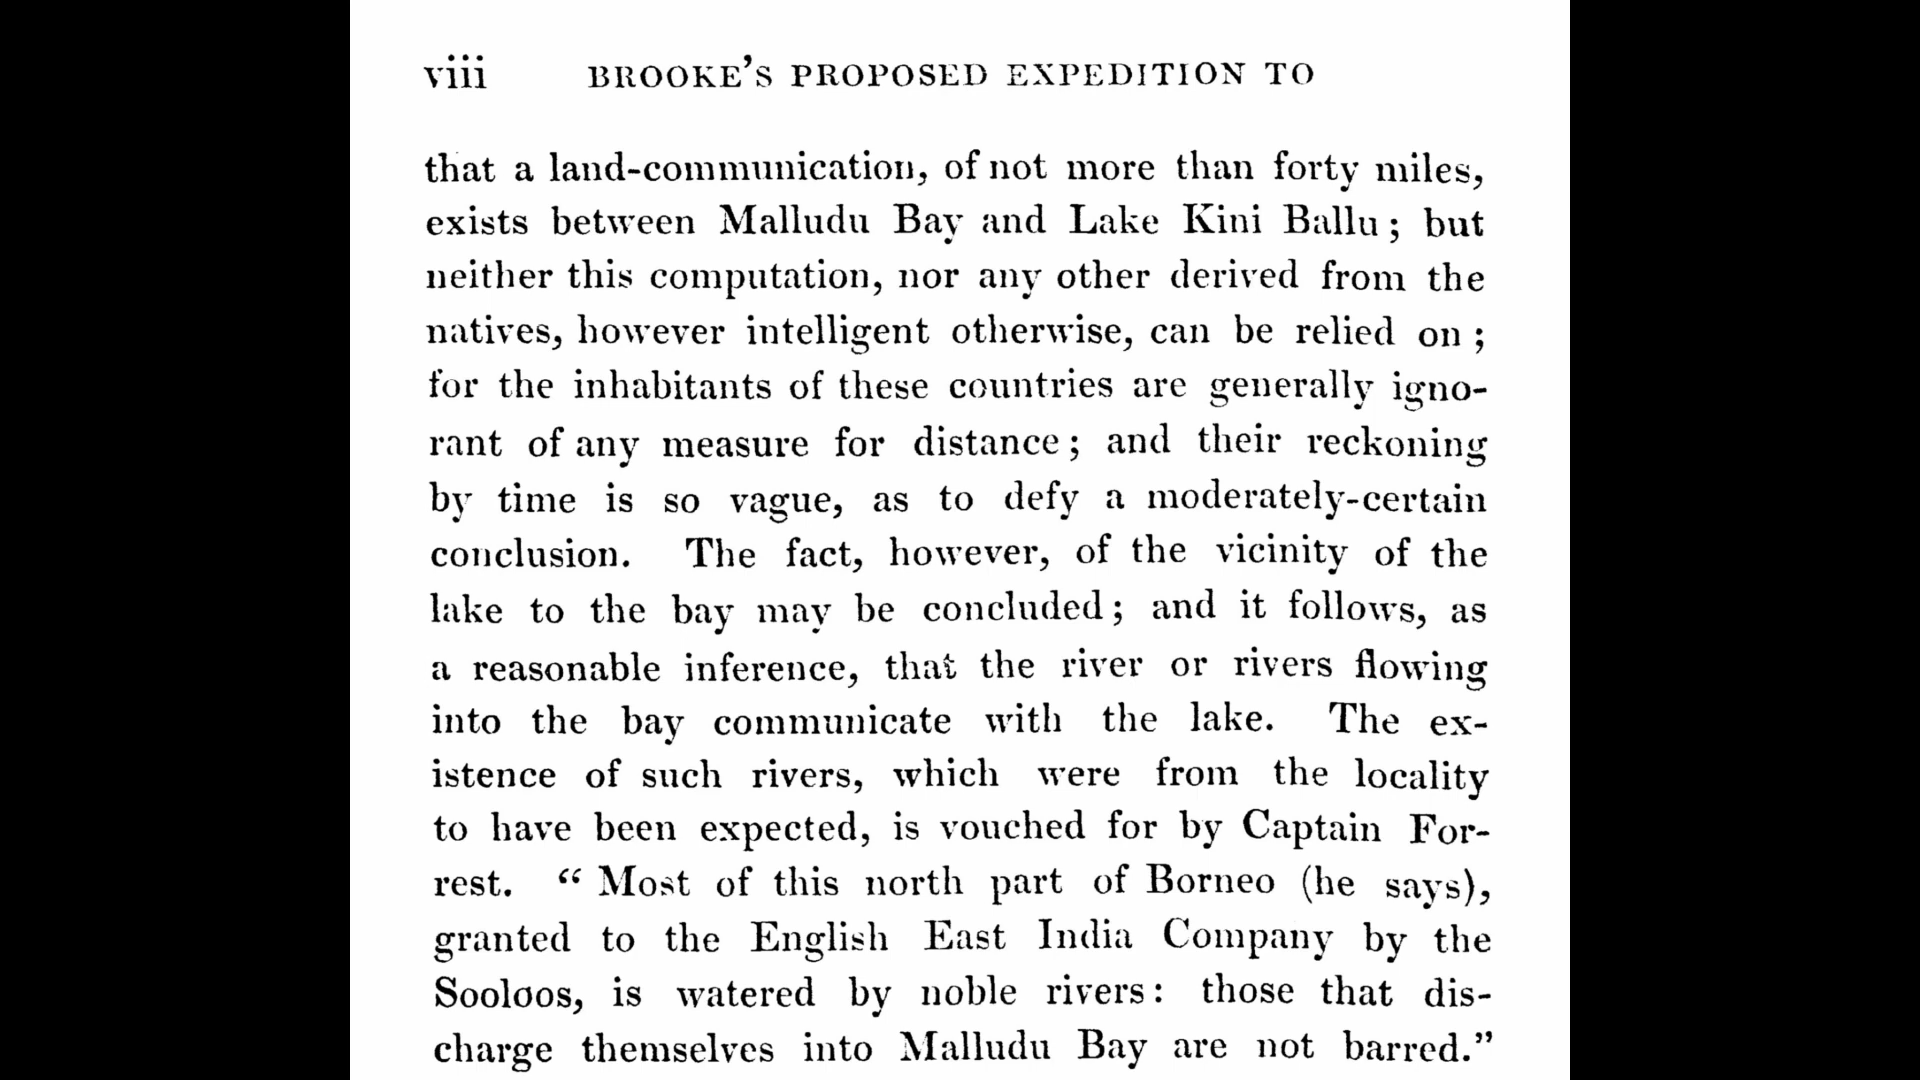 viii BROOKE'S PROPOSED EXPEDITION TO
that a land-communication, of not more than forty miles,
exists between Malludu Bay and Lake Kini Ballu; but
neither this computation, nor any other derived from the
natives, however intelligent otherwise, can be relied on;
for the inhabitants of these countries are generally igno-
rant of any measure for distance; and their reckoning
by time is so vague, as to defy a moderately-certain
conclusion. The fact, however, of the vicinity of the
lake to the bay may be concluded; and it follows, as
a reasonable inference, that the river or rivers flowing
into the bay communicate with the lake. The ex-
istence of such rivers, which were from the locality
to have been expected, is vouched for by Captain For-
rest. “Most of this north part of Borneo (he says),
granted to the English East India Company by the
Sooloos, is watered by noble rivers: those that dis-
charge themselves into Malludu Bay are not barred.”